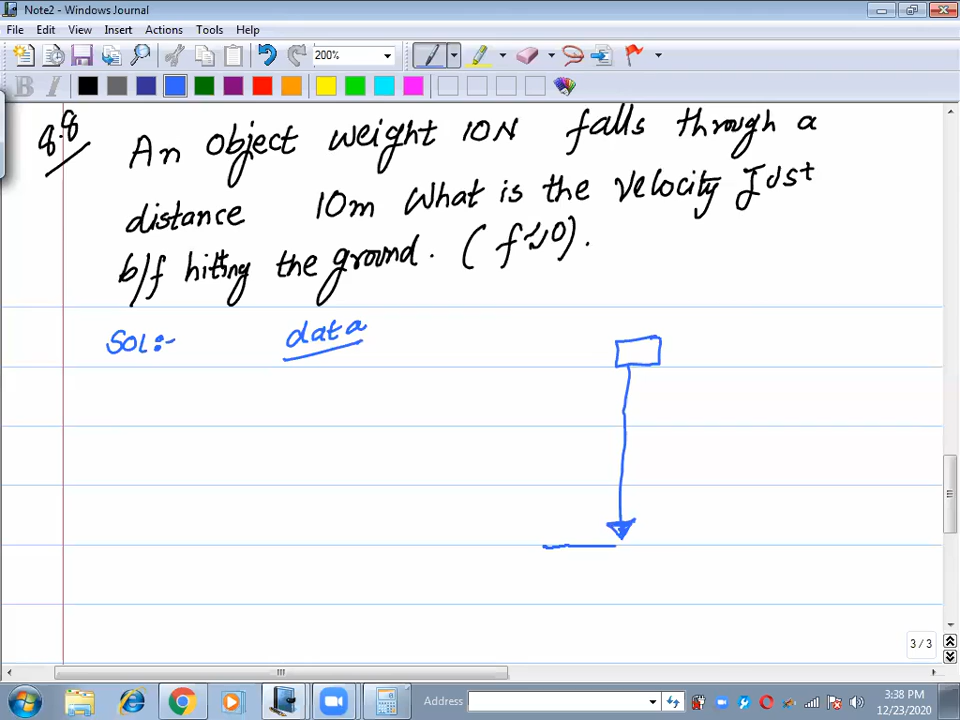 Note2 - Windows Journal
File Edit View Insert Actions Tools Help
200%
B I
8.8 An object weight 10N falls through a
distance 10m What is the velocity Just
b/f hitting the ground. (f≈0).
Sol:- data
3 / 3
Address
3:38 PM
12/23/2020